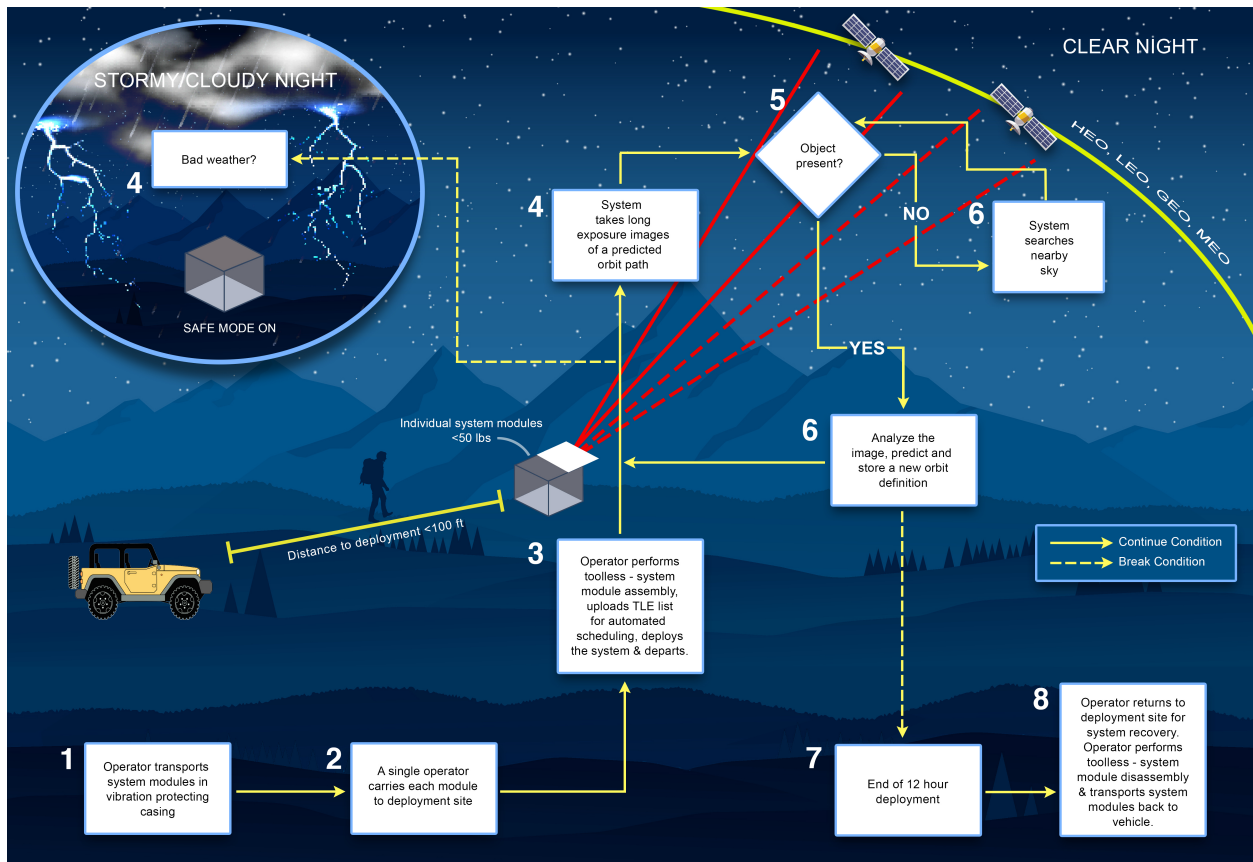 STORMY/CLOUDY NIGHT
4
Bad weather?
SAFE MODE ON
CLEAR NIGHT
HEO, LEO, GEO, MEO
5
Object
present?
NO
6
System
searches
nearby
sky
4
System
takes long
exposure images
of a predicted
orbit path
YES
6
Analyze the
image, predict and
store a new orbit
definition
Individual system modules
<50 lbs
Distance to deployment <100 ft
3
Operator performs
toolless - system
module assembly,
uploads TLE list
for automated
scheduling, deploys
the system & departs.
Continue Condition
Break Condition
1
Operator transports
system modules in
vibration protecting
casing
2
A single operator
carries each module
to deployment site
7
End of 12 hour
deployment
8
Operator returns to
deployment site for
system recovery.
Operator performs
toolless - system
module disassembly
& transports system
modules back to
vehicle.